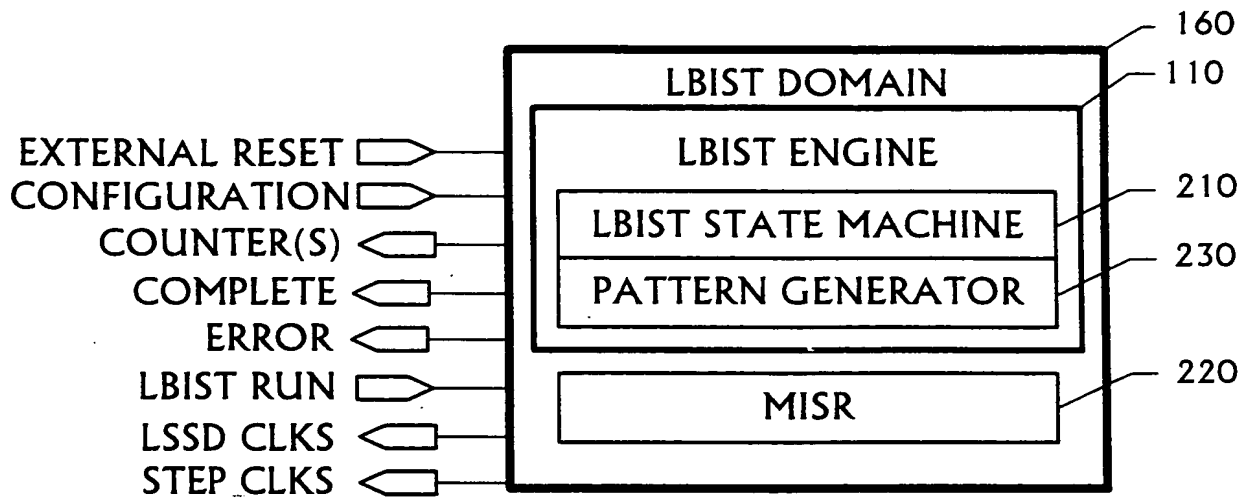 160
LBIST DOMAIN
110
EXTERNAL RESET
LBIST ENGINE
CONFIGURATION
210
COUNTER(S)
LBIST STATE MACHINE
230
COMPLETE
PATTERN GENERATOR
ERROR
220
LBIST RUN
MISR
LSSD CLKS
STEP CLKS